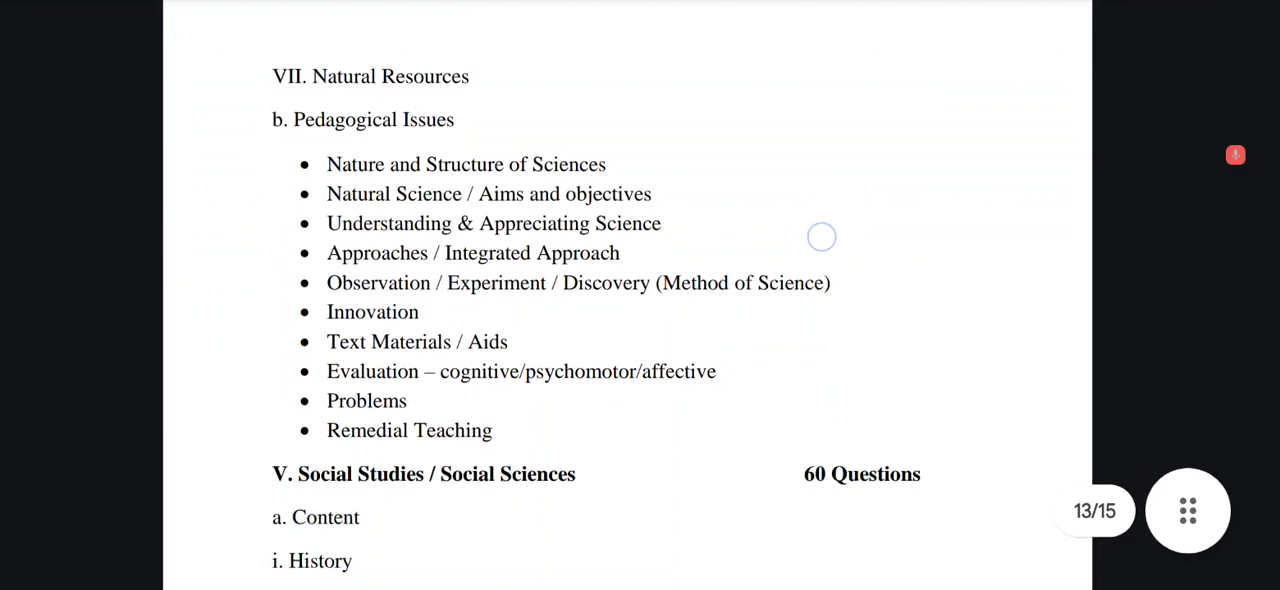 VII. Natural Resources
b. Pedagogical Issues
• Nature and Structure of Sciences
• Natural Science / Aims and objectives
• Understanding & Appreciating Science
• Approaches / Integrated Approach
• Observation / Experiment / Discovery (Method of Science)
• Innovation
• Text Materials / Aids
• Evaluation – cognitive/psychomotor/affective
• Problems
• Remedial Teaching
V. Social Studies / Social Sciences 60 Questions
a. Content
13/15
i. History